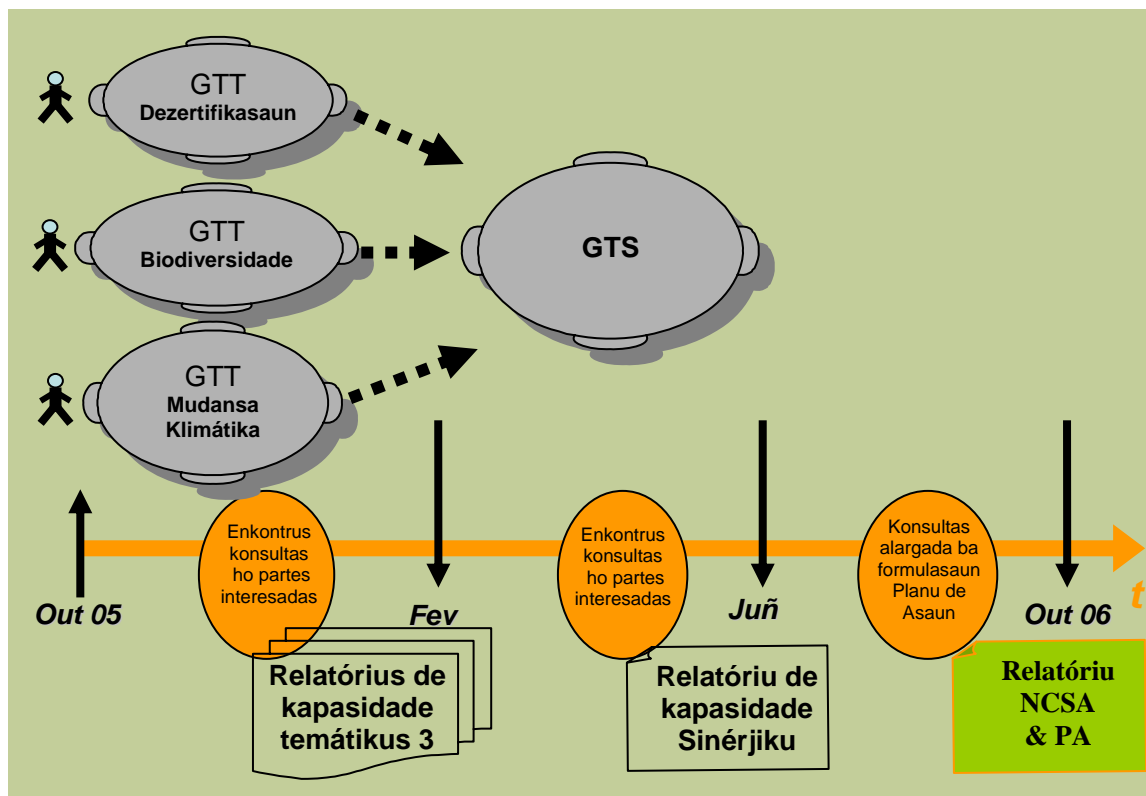 GTT
Dezertifikasaun
GTT
Biodiversidade
GTS
GTT
Mudansa
Klimátika
Enkontrus
konsultas
ho partes
interesadas
Enkontrus
konsultas
ho partes
interesadas
Konsultas
alargada ba
formulasaun
Planu de
Asaun
t
Out 05
Fev
Juñ
Out 06
Relatórius de
kapasidade
temátikus 3
Relatóriu de
kapasidade
Sinérjiku
Relatóriu
NCSA
& PA